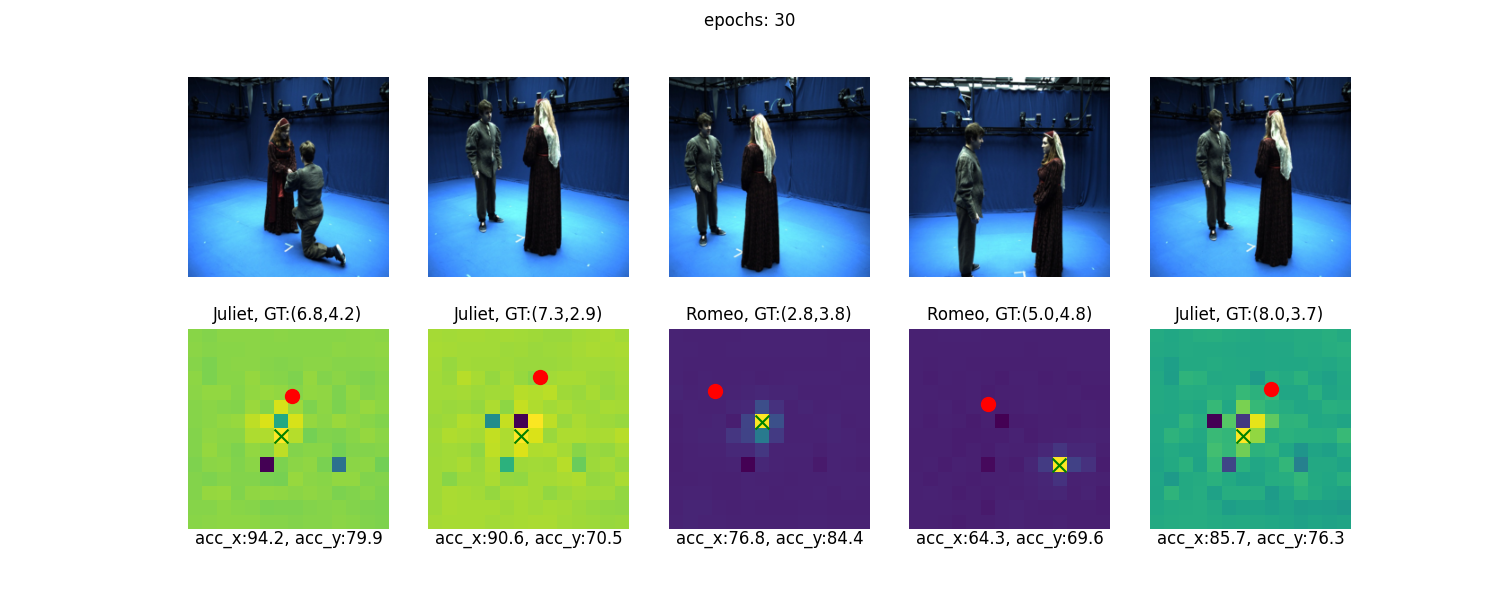 epochs: 30
Juliet, GT:(6.8,4.2)
Juliet, GT:(7.3,2.9)
Romeo, GT:(2.8,3.8)
Romeo, GT:(5.0,4.8)
Juliet, GT:(8.0,3.7)
acc_x:94.2, acc_y:79.9
acc_x:90.6, acc_y:70.5
acc_x:76.8, acc_y:84.4
acc_x:64.3, acc_y:69.6
acc_x:85.7, acc_y:76.3